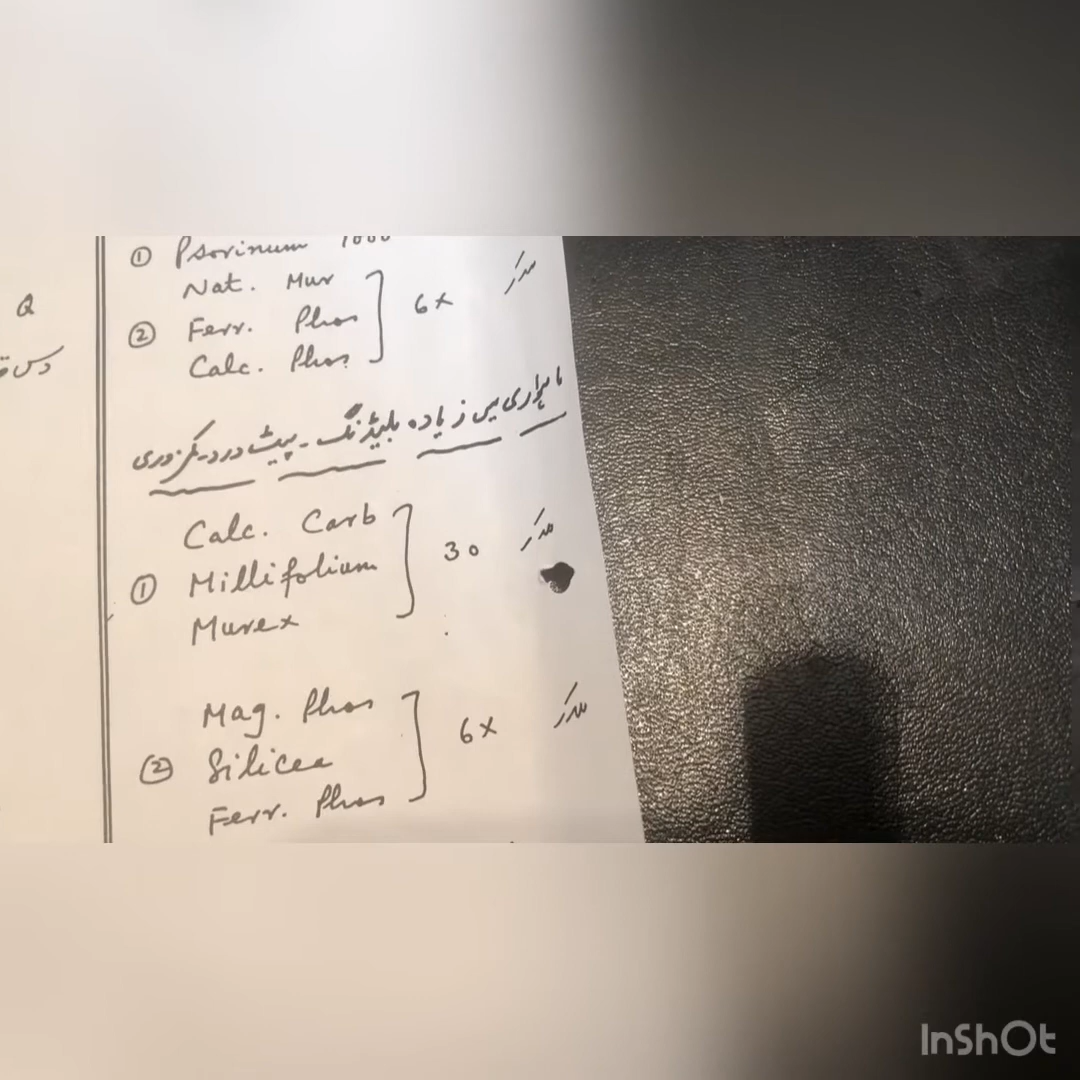 ① Psorinum 1000
Nat. Mur
② Ferr. Phos 6x
Calc. Phos
ماہواری میں زیادہ بلیڈنگ - پیٹ درد - کمزوری
Calc. Carb
① Millifolium 30
Murex
Mag. Phos
② Silicea 6x
Ferr. Phos
Q
دس
InShOt